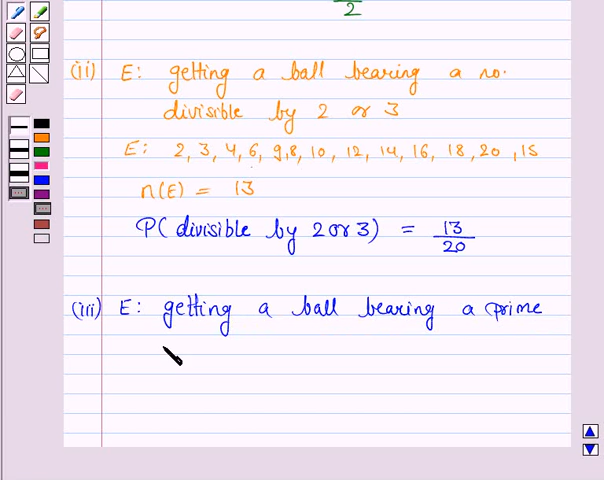 2
(ii) E: getting a ball bearing a no.
divisible by 2 or 3
E: 2, 3, 4, 6, 9, 8, 10, 12, 14, 16, 18, 20, 15
n(E) = 13
P( divisible by 2 or 3) = 13/20
(iii) E: getting a ball bearing a prime